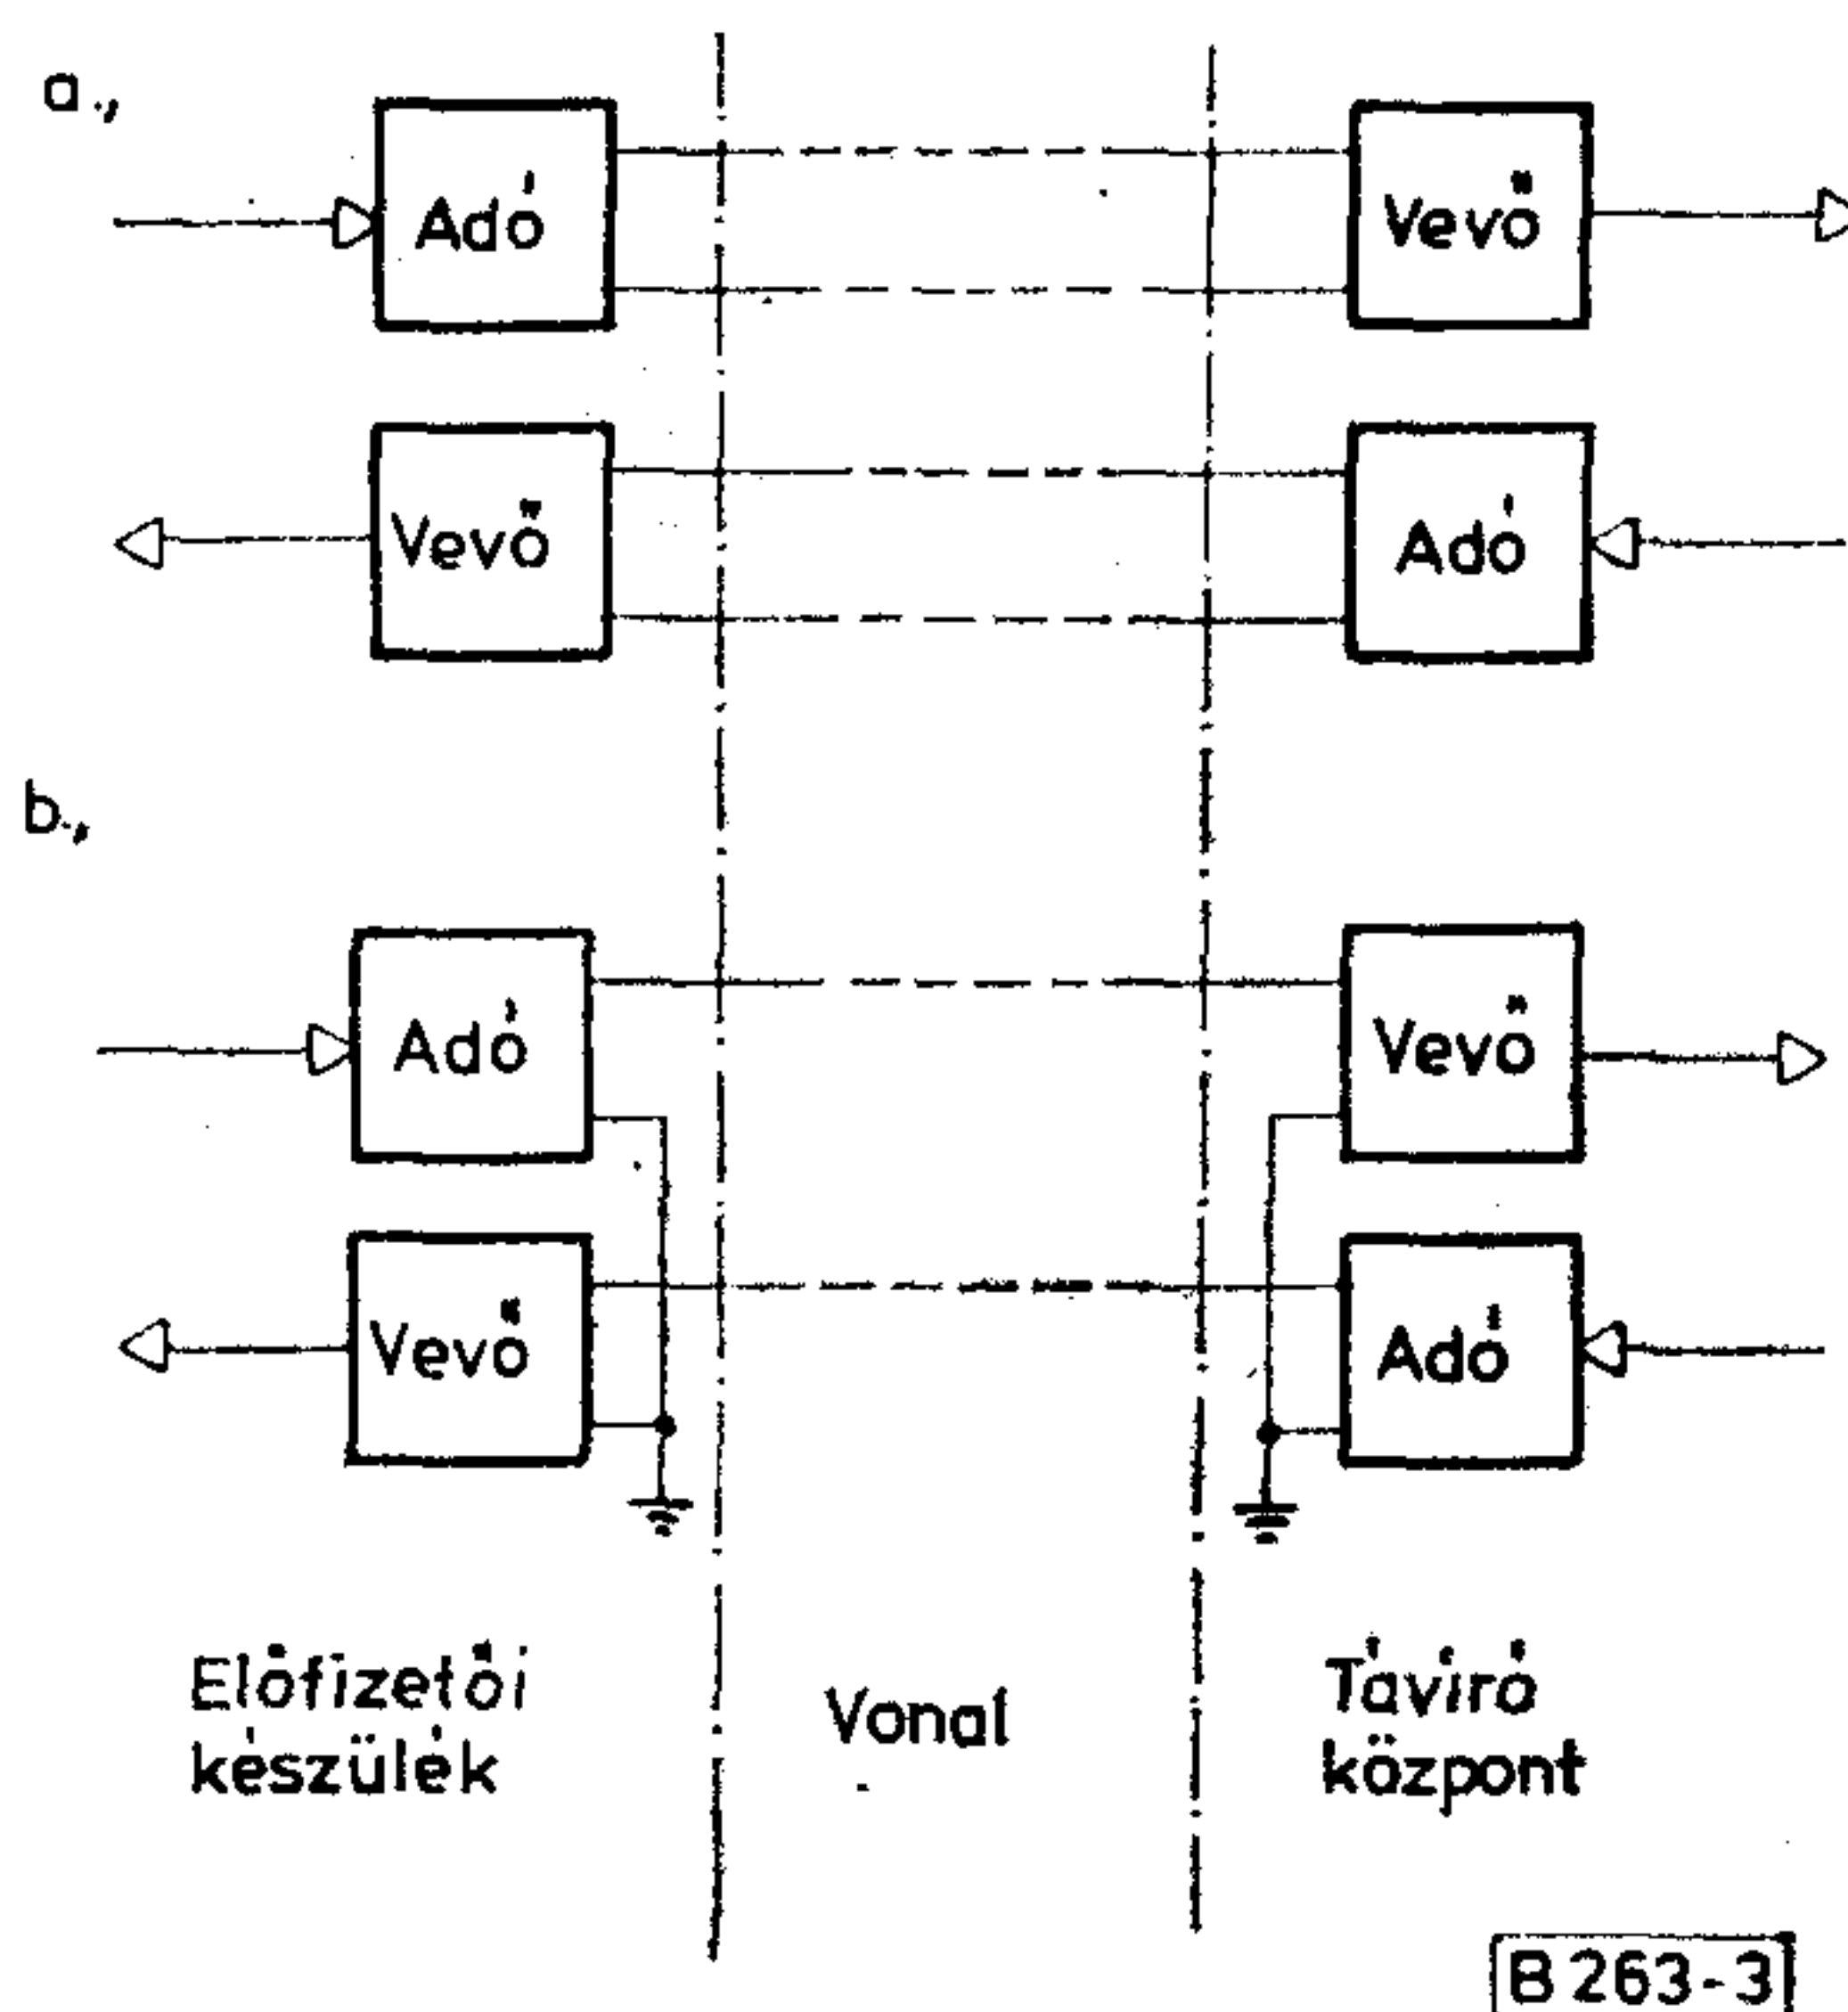 a.,
Adó Vevő
Vevő Adó
b.,
Adó Vevő
Vevő Adó
Előfizetői
készülék
Vonal
Távíró
központ
B 263-3